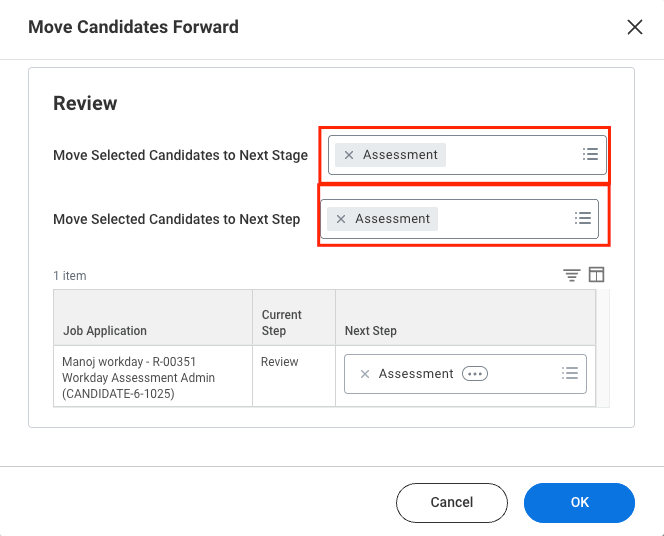 Move Candidates Forward
Review
Move Selected Candidates to Next Stage
Assessment
Move Selected Candidates to Next Step
Assessment
1 item
Job Application
Current
Step
Next Step
Manoj workday - R-00351
Workday Assessment Admin
(CANDIDATE-6-1025)
Review
Assessment
Cancel
OK